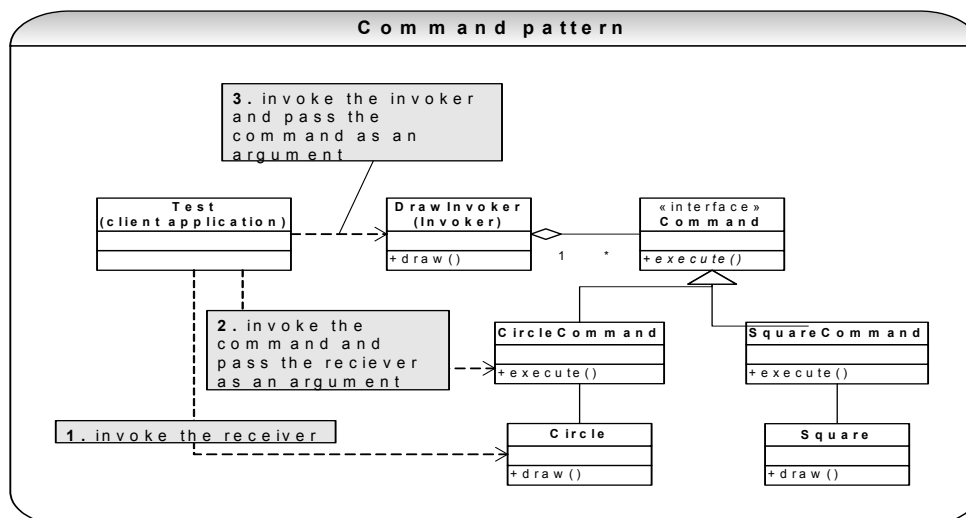 Command pattern
3. invoke the invoker
and pass the
command as an
argument
Test
(client application)
DrawInvoker
(Invoker)
+draw()
1 *
«interface»
Command
+execute()
2. invoke the
command and
pass the reciever
as an argument
CircleCommand
+execute()
SquareCommand
+execute()
1. invoke the receiver
Circle
+draw()
Square
+draw()